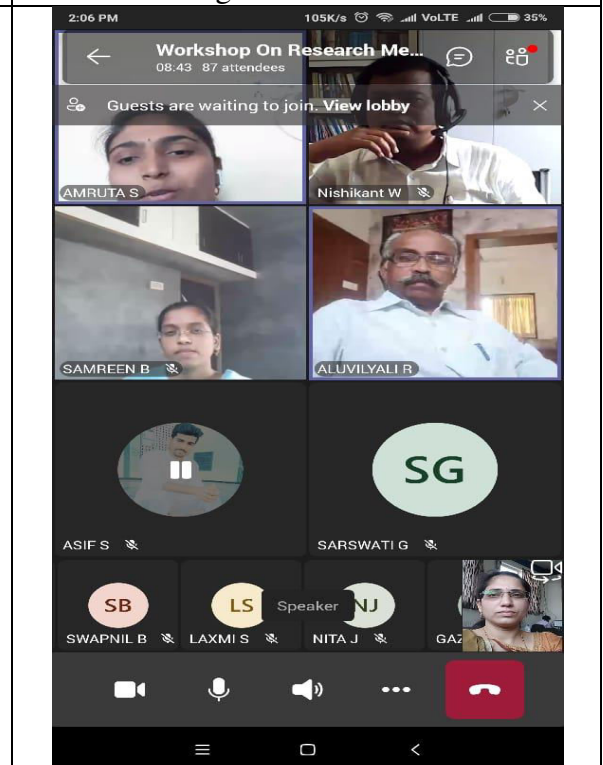 2:06 PM 105K/s VoLTE 35%
Workshop On Research Me...
08:43 87 attendees
Guests are waiting to join. View lobby
AMRUTA S Nishikant W
SAMREEN B ALUVILYALI R
SG
ASIF S SARSWATI G
SB LS Speaker NJ
SWAPNIL B LAXMI S NITA J GAZ